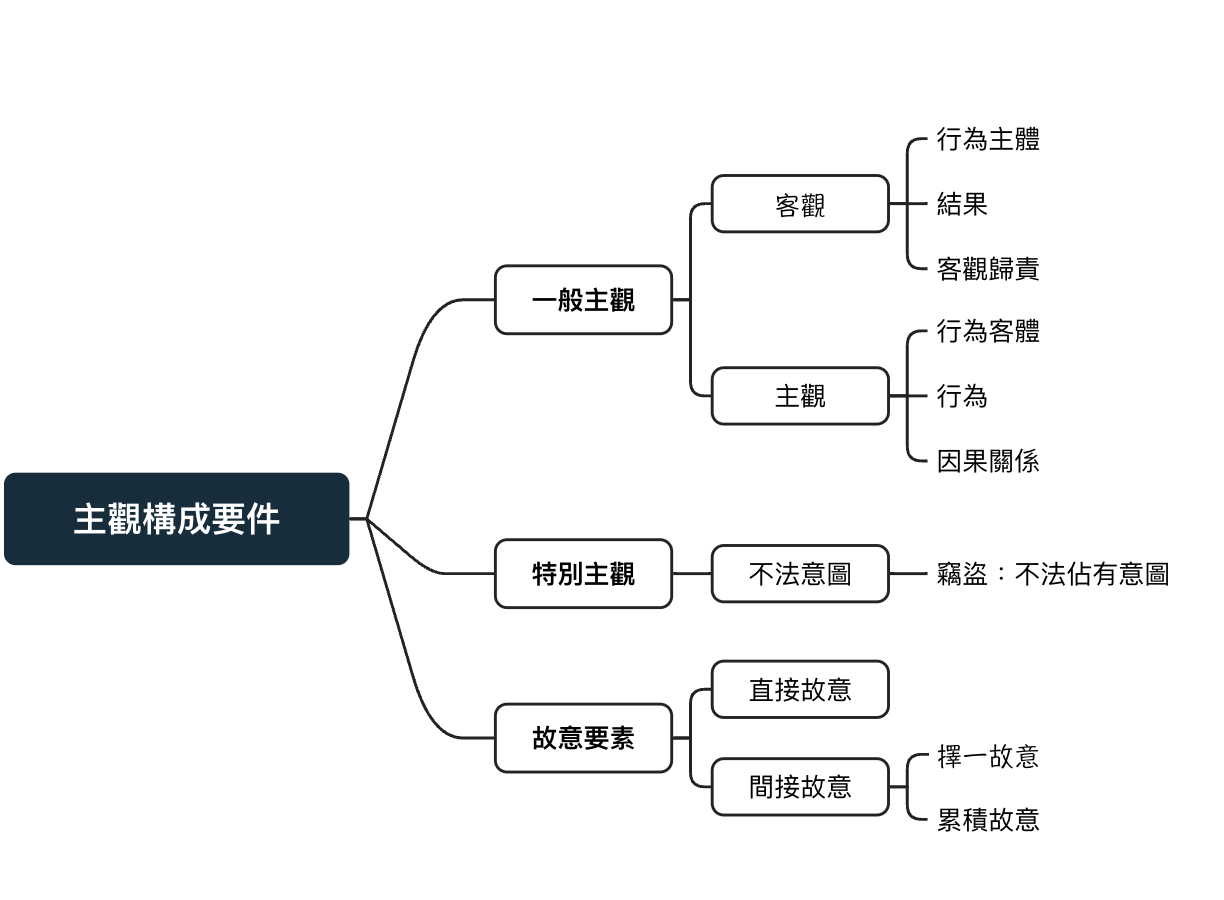 主觀構成要件
一般主觀
客觀
行為主體
結果
客觀歸責
主觀
行為客體
行為
因果關係
特別主觀
不法意圖
竊盜：不法佔有意圖
故意要素
直接故意
間接故意
擇一故意
累積故意